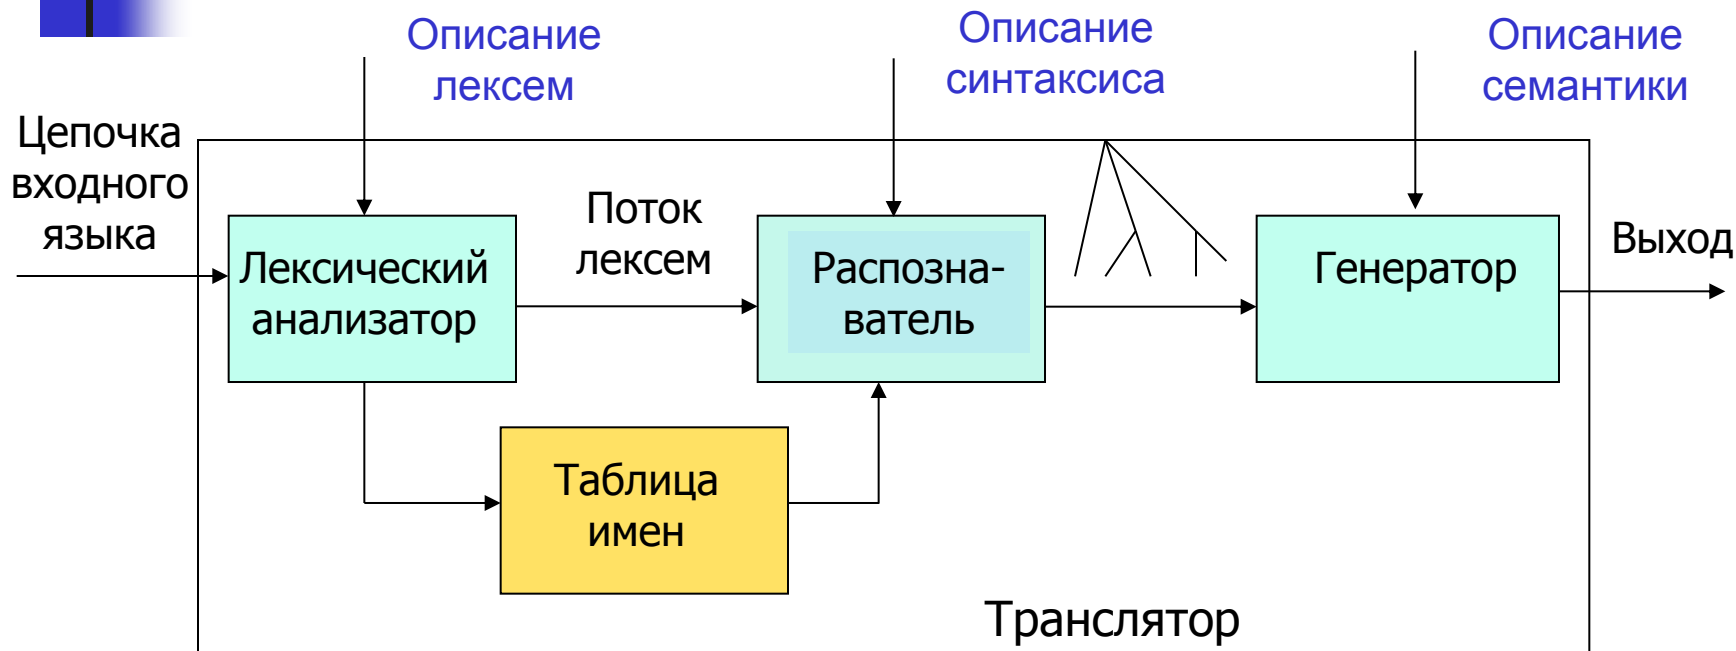 Описание
лексем
Описание
синтаксиса
Описание
семантики
Цепочка
входного
языка
Лексический
анализатор
Поток
лексем
Распозна-
ватель
Генератор
Выход
Таблица
имен
Транслятор